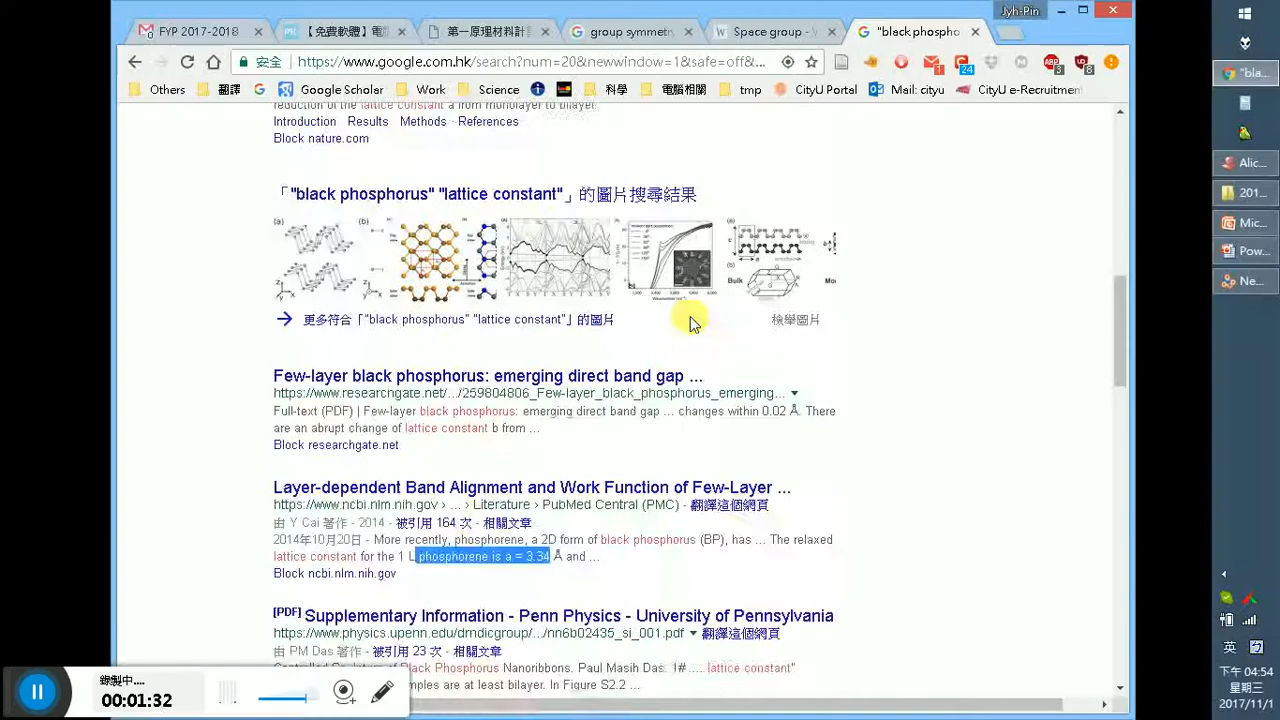 Jyh-Pin
FYP 2017-2018
【免費軟體】電
第一原理材料計
group symmetry
Space group - W
"black phospho
安全 https://www.google.com.hk/search?num=20&newwindow=1&safe=off&...
1
24
ABP 3
8
Others 翻譯 Google Scholar Work Science 科學 電腦相關 tmp CityU Portal Mail: cityu CityU e-Recruitmen
reduction of the lattice constant a from monolayer to bilayer.
Introduction Results Methods - References
Block nature.com
「"black phosphorus" "lattice constant"」的圖片搜尋結果
(a) (b)
Bulk
更多符合「"black phosphorus" "lattice constant"」的圖片
檢舉圖片
Few-layer black phosphorus: emerging direct band gap ...
https://www.researchgate.net/.../259804806_Few-layer_black_phosphorus_emerging...
Full-text (PDF) | Few-layer black phosphorus: emerging direct band gap ... changes within 0.02 Å. There
are an abrupt change of lattice constant b from ...
Block researchgate.net
Layer-dependent Band Alignment and Work Function of Few-Layer ...
https://www.ncbi.nlm.nih.gov › ... › Literature › PubMed Central (PMC) - 翻譯這個網頁
由 Y Cai 著作 - 2014 - 被引用 164 次 - 相關文章
2014年10月20日 - More recently, phosphorene, a 2D form of black phosphorus (BP), has ... The relaxed
lattice constant for the 1 L phosphorene is a = 3.34 Å and ...
Block ncbi.nlm.nih.gov
[PDF] Supplementary Information - Penn Physics - University of Pennsylvania
https://www.physics.upenn.edu/drndicgroup/.../nn6b02435_si_001.pdf 翻譯這個網頁
由 PM Das 著作 - 被引用 23 次 - 相關文章
Black Phosphorus Nanoribbons. Paul Masih Das. 1# .... lattice constant"
mples are at least bilayer. In Figure S2.2 ...
錄製中....
00:01:32
"bla...
Alic...
201...
Mic...
Pow...
Ne...
英
下午 04:54
星期三
2017/11/1